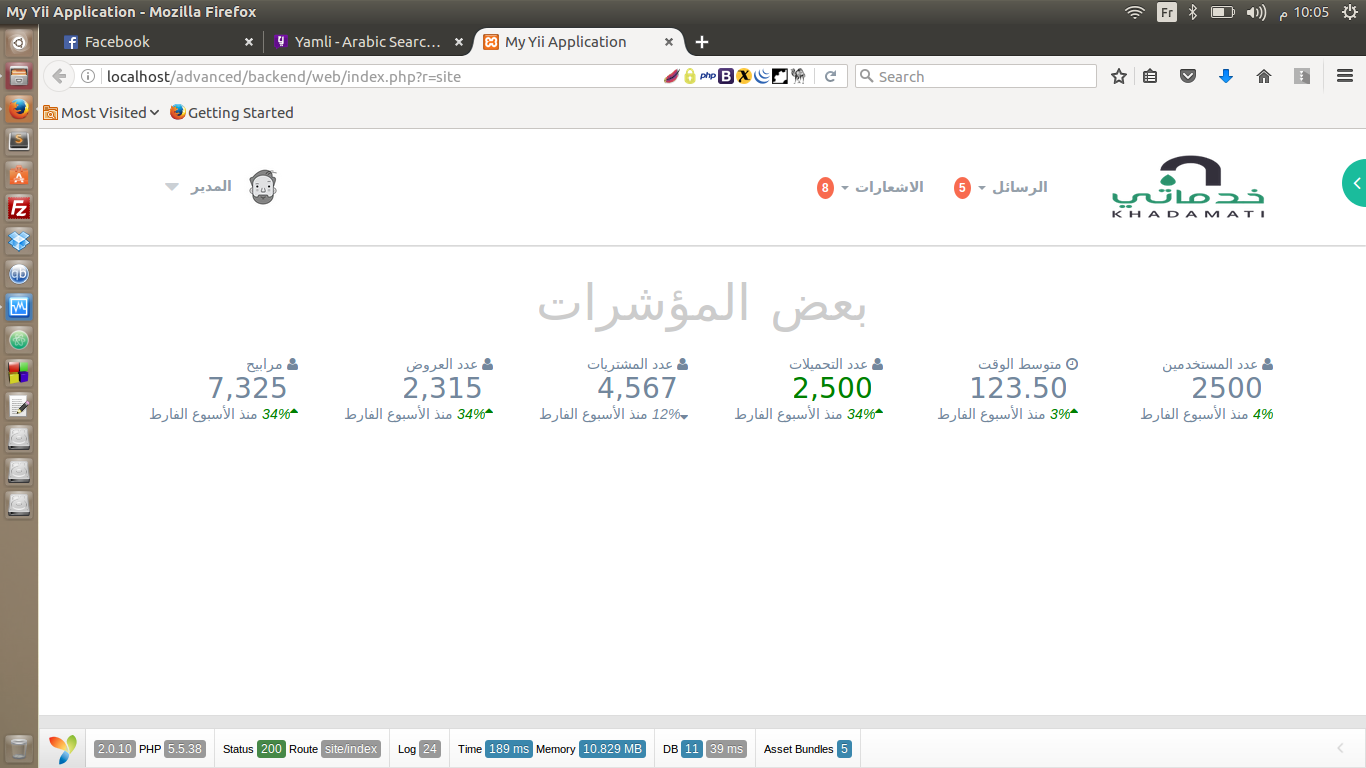 My Yii Application - Mozilla Firefox
Fr
10:05 م
Facebook
Yamli - Arabic Searc...
My Yii Application
localhost/advanced/backend/web/index.php?r=site
php
B
Search
Most Visited
Getting Started
خدماتي
KHADAMATI
الرسائل 5
الاشعارات 8
المدير
بعض المؤشرات
عدد المستخدمين
2500
4% منذ الأسبوع الفارط
متوسط الوقت
123.50
3% منذ الأسبوع الفارط
عدد التحميلات
2,500
34% منذ الأسبوع الفارط
عدد المشتريات
4,567
12% منذ الأسبوع الفارط
عدد العروض
2,315
34% منذ الأسبوع الفارط
مرابيح
7,325
34% منذ الأسبوع الفارط
2.0.10 PHP 5.5.38 Status 200 Route site/index Log 24 Time 189 ms Memory 10.829 MB DB 11 39 ms Asset Bundles 5